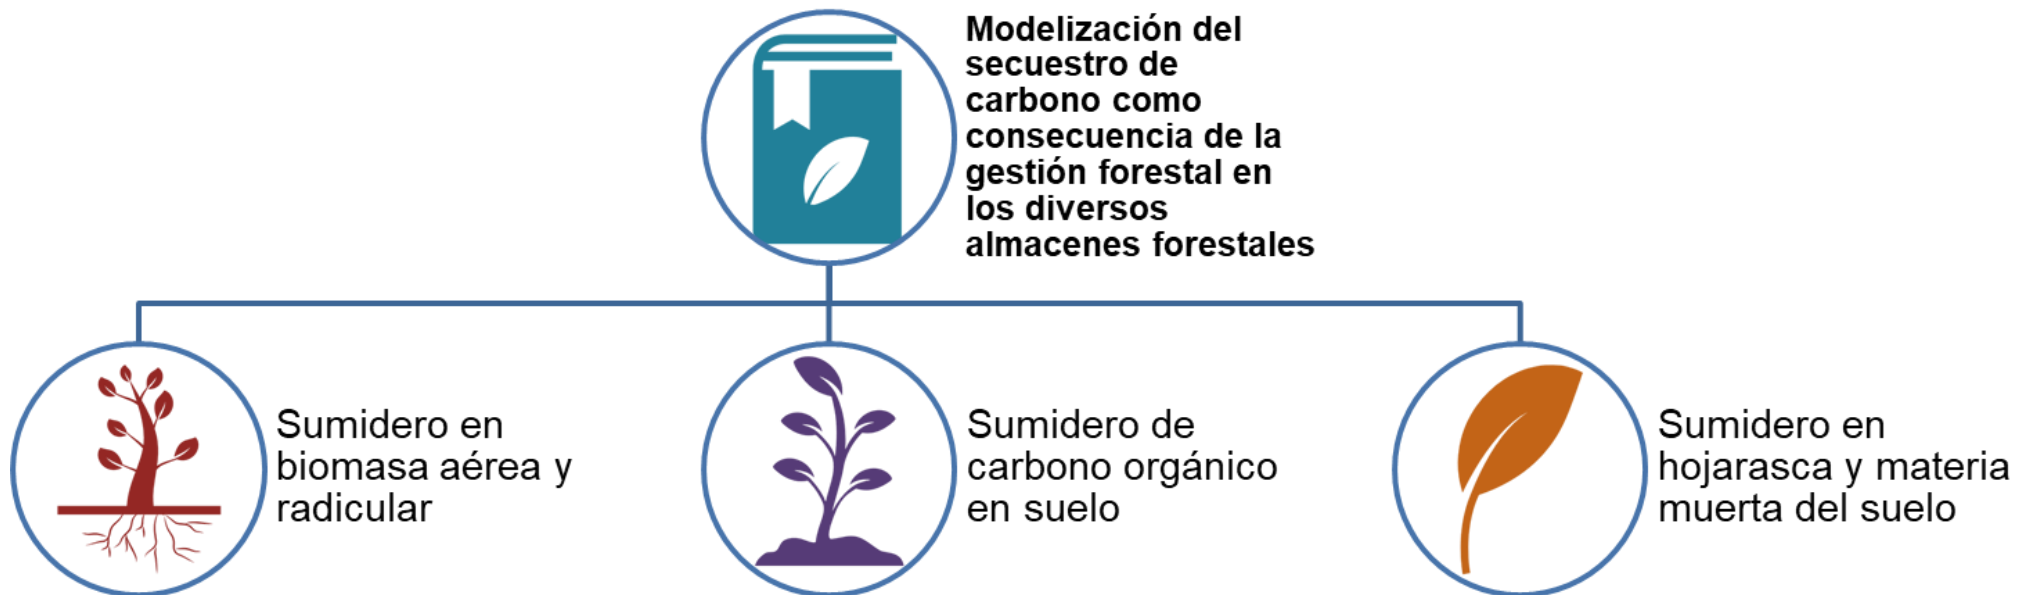 Modelización del
secuestro de
carbono como
consecuencia de la
gestión forestal en
los diversos
almacenes forestales
Sumidero en
biomasa aérea y
radicular
Sumidero de
carbono orgánico
en suelo
Sumidero en
hojarasca y materia
muerta del suelo